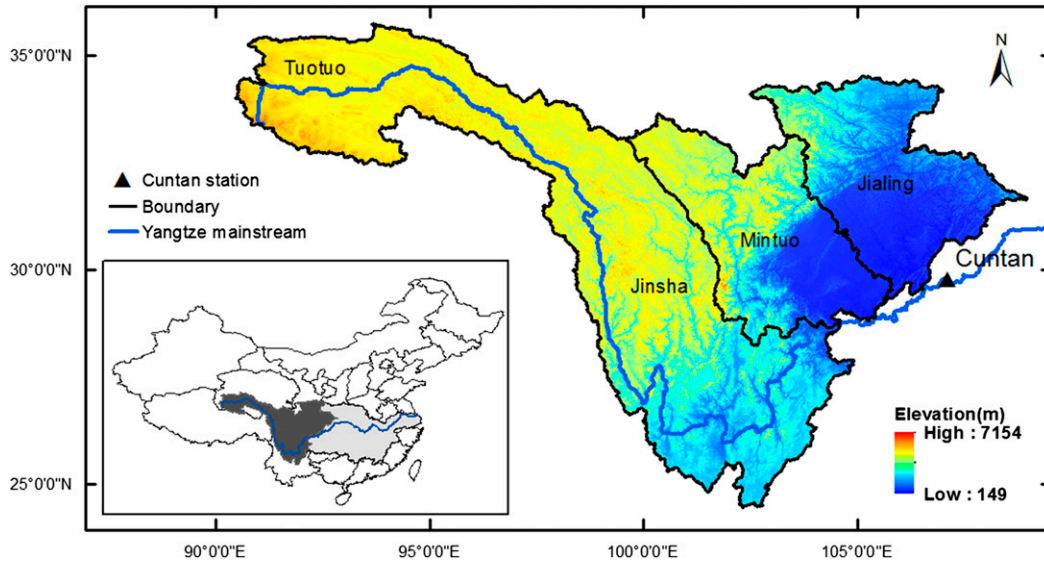 35°0'0"N
30°0'0"N
25°0'0"N
Tuotuo
N
Cuntan station
Boundary
Yangtze mainstream
Jialing
Mintuo
Cuntan
Jinsha
Elevation(m)
High : 7154
Low : 149
90°0'0"E
95°0'0"E
100°0'0"E
105°0'0"E